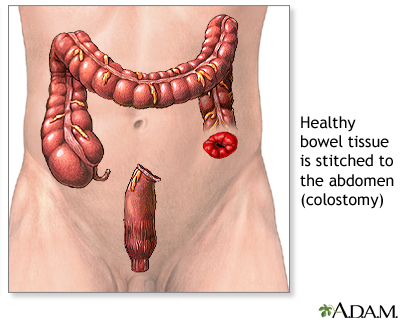 Healthy
bowel tissue
is stitched to
the abdomen
(colostomy)
A.D.A.M.